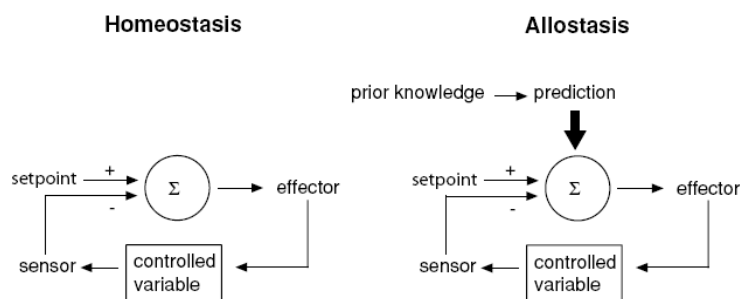 Homeostasis
setpoint
+
-
Σ
effector
sensor
controlled
variable
Allostasis
prior knowledge
prediction
setpoint
+
-
Σ
effector
sensor
controlled
variable